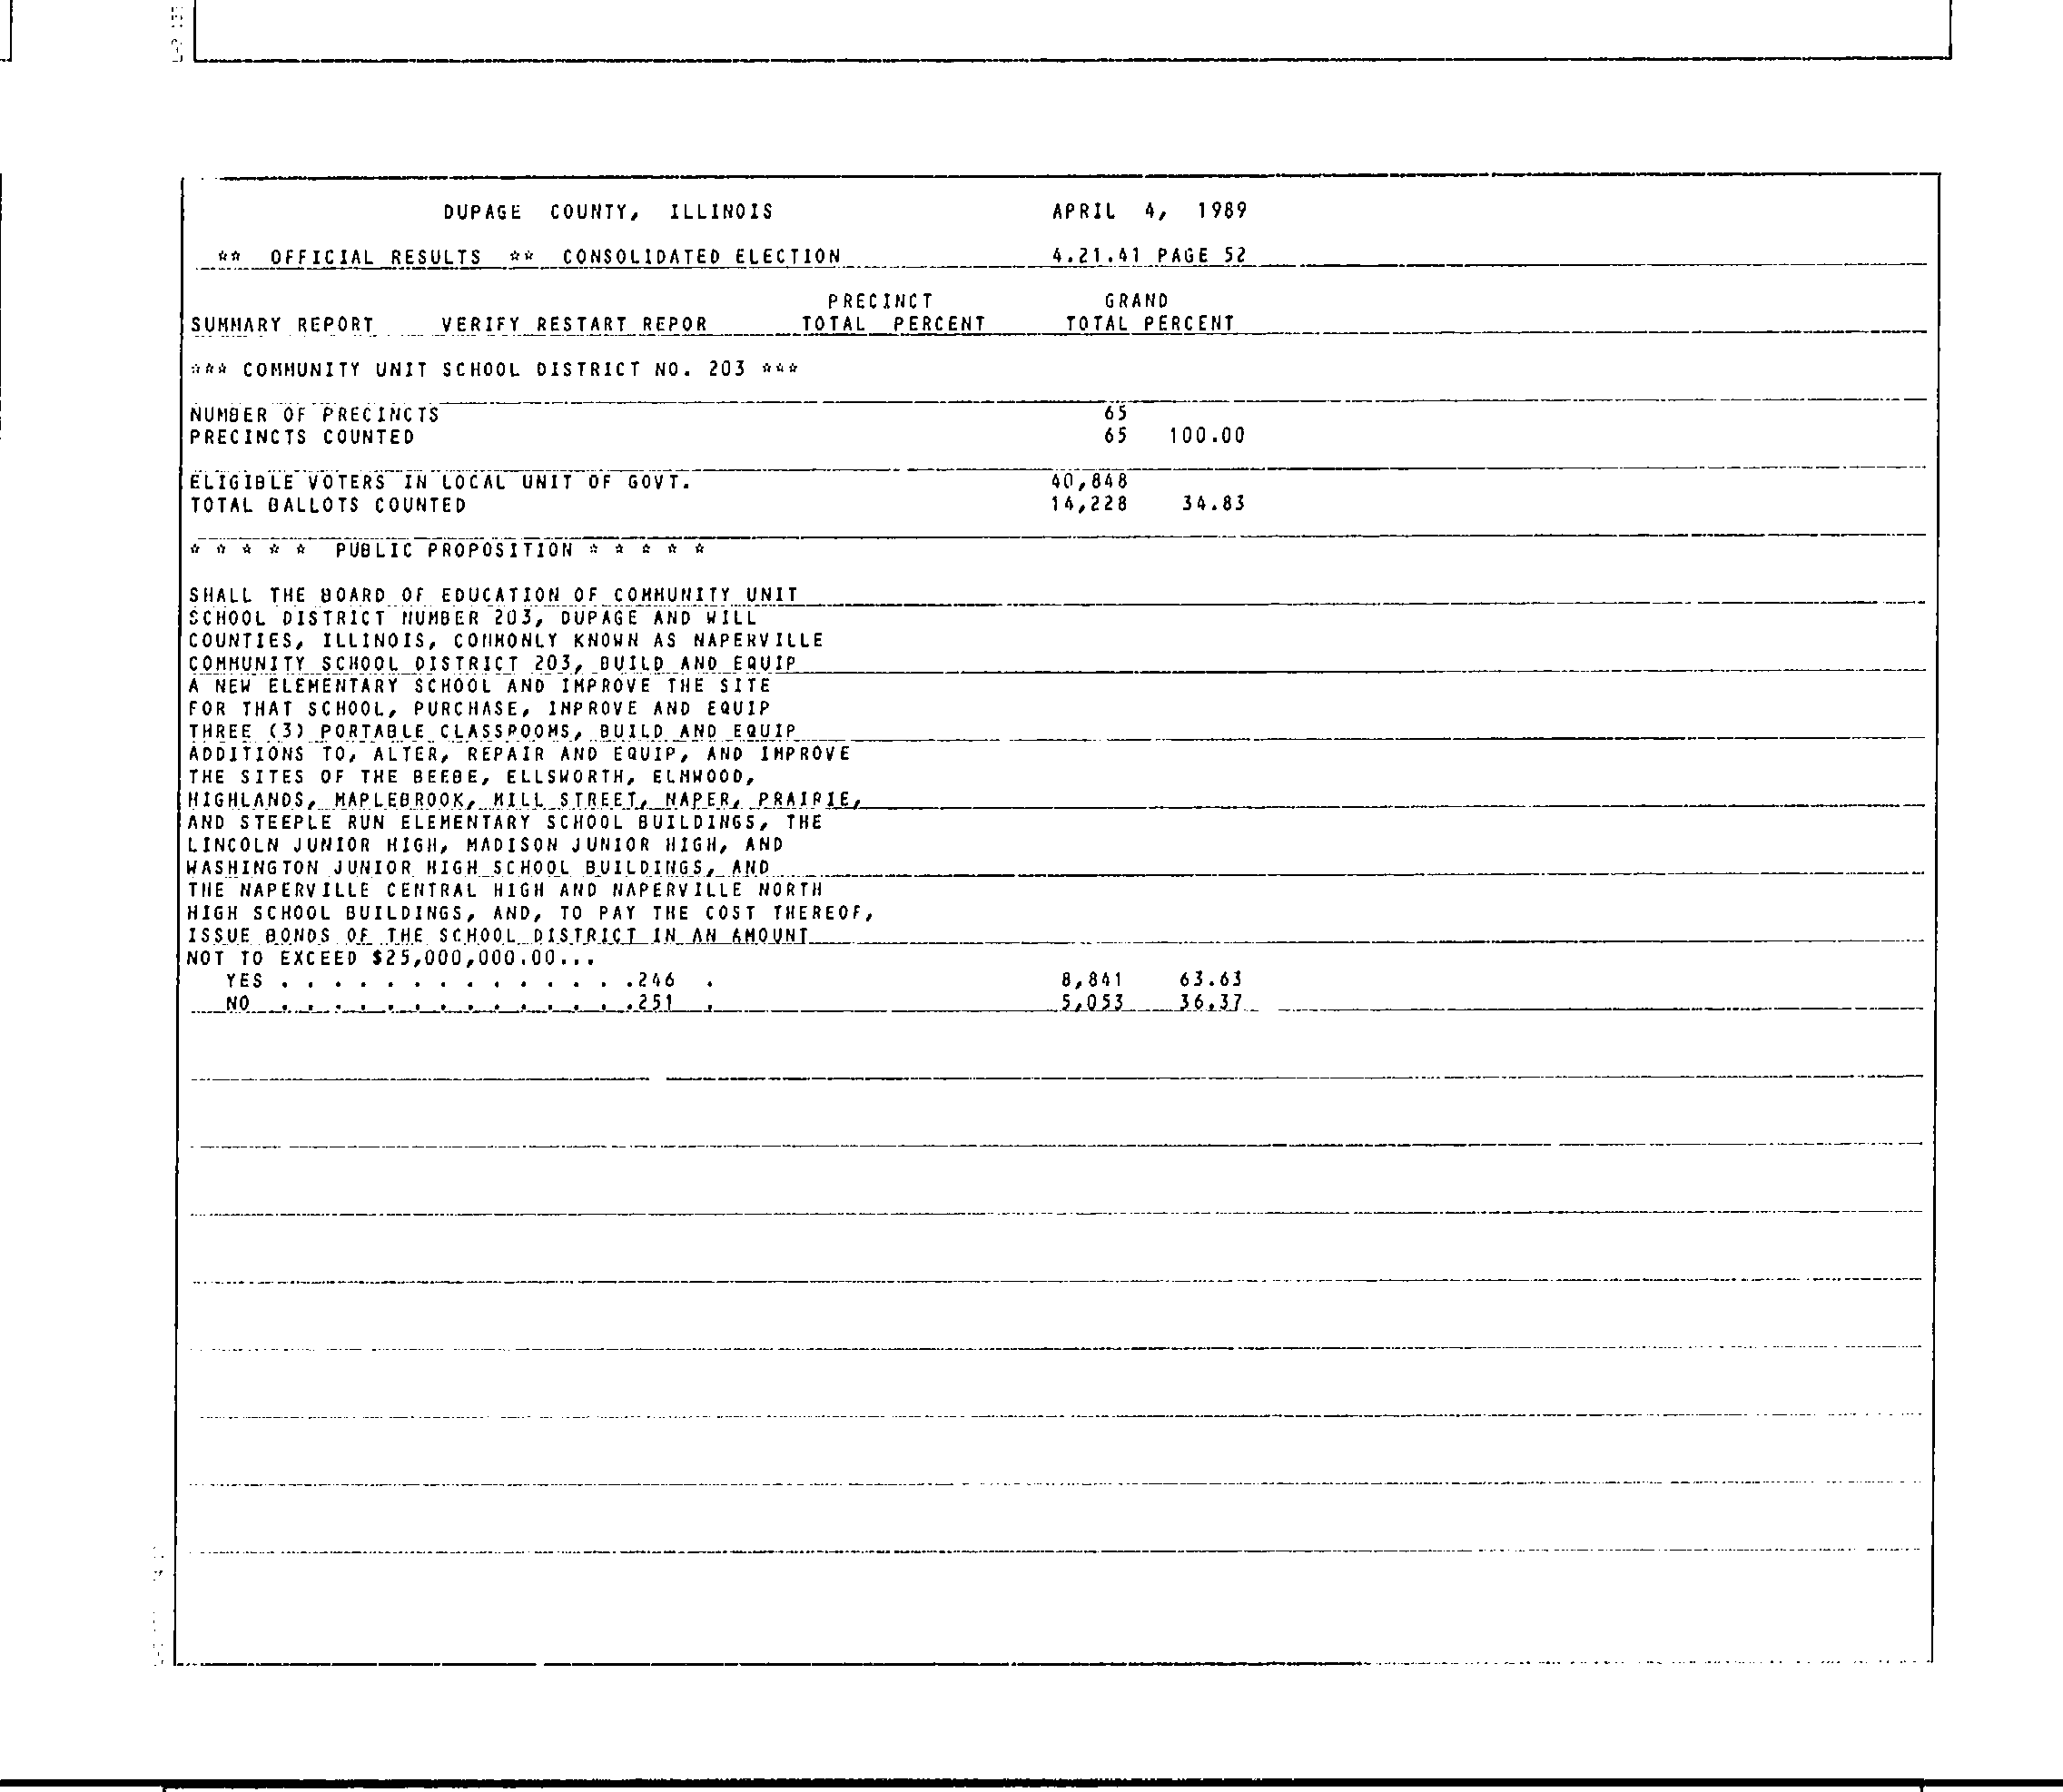 DUPAGE COUNTY, ILLINOIS APRIL 4, 1989
** OFFICIAL RESULTS ** CONSOLIDATED ELECTION 4.21.41 PAGE 52
PRECINCT GRAND
SUMMARY REPORT VERIFY RESTART REPOR TOTAL PERCENT TOTAL PERCENT
*** COMMUNITY UNIT SCHOOL DISTRICT NO. 203 ***
NUMBER OF PRECINCTS 65
PRECINCTS COUNTED 65 100.00
ELIGIBLE VOTERS IN LOCAL UNIT OF GOVT. 40,848
TOTAL BALLOTS COUNTED 14,228 34.83
* * * * * PUBLIC PROPOSITION * * * * *
SHALL THE BOARD OF EDUCATION OF COMMUNITY UNIT
SCHOOL DISTRICT NUMBER 203, DUPAGE AND WILL
COUNTIES, ILLINOIS, COMMONLY KNOWN AS NAPERVILLE
COMMUNITY SCHOOL DISTRICT 203, BUILD AND EQUIP
A NEW ELEMENTARY SCHOOL AND IMPROVE THE SITE
FOR THAT SCHOOL, PURCHASE, IMPROVE AND EQUIP
THREE (3) PORTABLE CLASSROOMS, BUILD AND EQUIP
ADDITIONS TO, ALTER, REPAIR AND EQUIP, AND IMPROVE
THE SITES OF THE BEEBE, ELLSWORTH, ELMWOOD,
HIGHLANDS, MAPLEBROOK, MILL STREET, NAPER, PRAIRIE,
AND STEEPLE RUN ELEMENTARY SCHOOL BUILDINGS, THE
LINCOLN JUNIOR HIGH, MADISON JUNIOR HIGH, AND
WASHINGTON JUNIOR HIGH SCHOOL BUILDINGS, AND
THE NAPERVILLE CENTRAL HIGH AND NAPERVILLE NORTH
HIGH SCHOOL BUILDINGS, AND, TO PAY THE COST THEREOF,
ISSUE BONDS OF THE SCHOOL DISTRICT IN AN AMOUNT
NOT TO EXCEED $25,000,000.00...
YES . . . . . . . . . . . . . .246 . 8,841 63.63
NO . . . . . . . . . . . . . .251 . 5,053 36.37